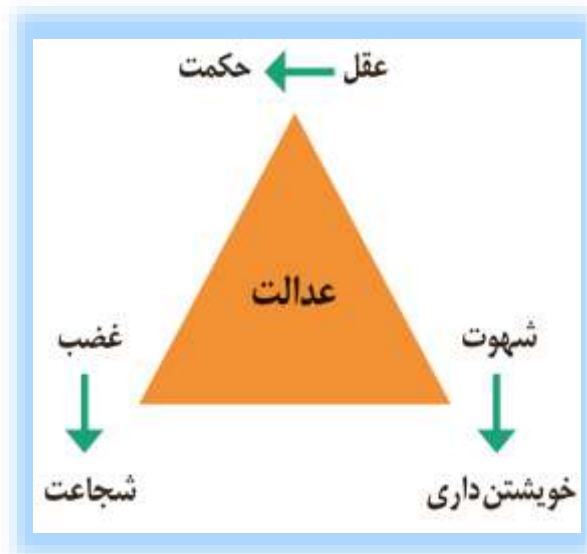 عقل
حکمت
عدالت
شهوت
غضب
خویشتن‌داری
شجاعت